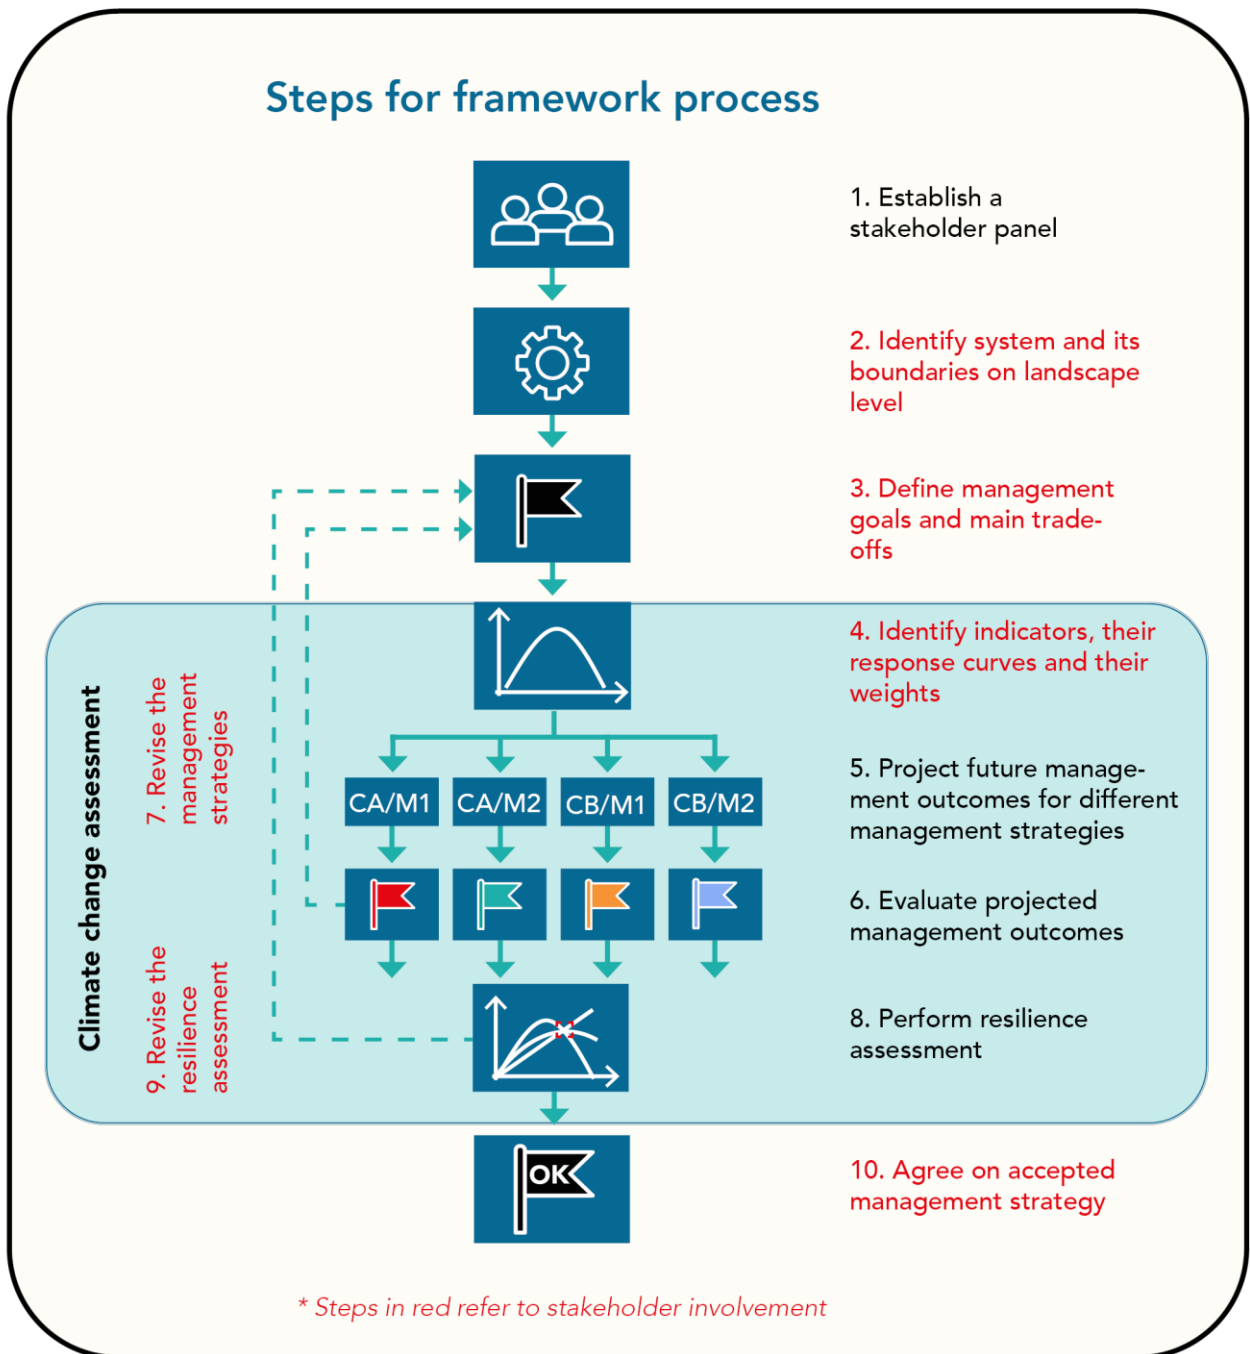 Steps for framework process
1. Establish a
stakeholder panel
2. Identify system and its
boundaries on landscape
level
3. Define management
goals and main trade-
offs
4. Identify indicators, their
response curves and their
weights
CA/M1
CA/M2
CB/M1
CB/M2
5. Project future manage-
ment outcomes for different
management strategies
6. Evaluate projected
management outcomes
Climate change assessment
7. Revise the
management
strategies
8. Perform resilience
assessment
9. Revise the
resilience
assessment
OK
10. Agree on accepted
management strategy
* Steps in red refer to stakeholder involvement